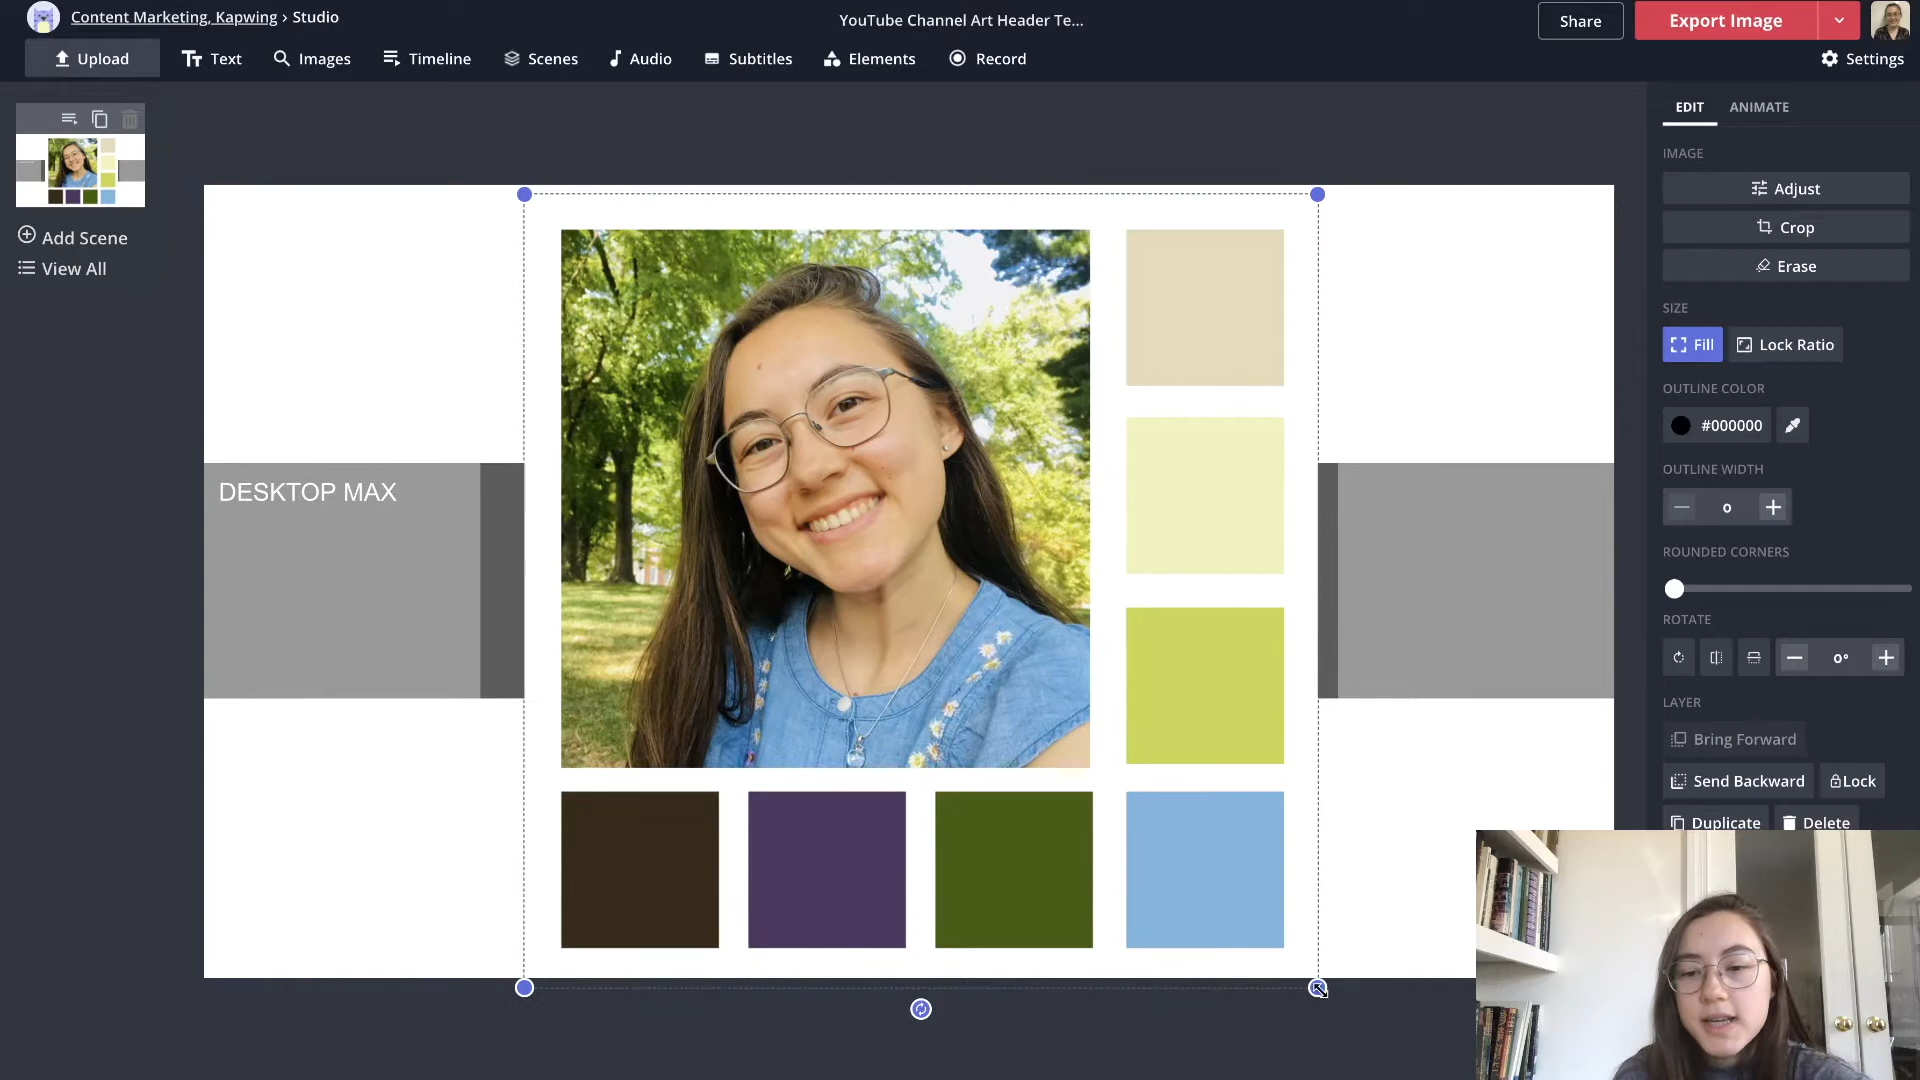 Content Marketing, Kapwing › Studio
YouTube Channel Art Header Te...
Share
Export Image
Upload
Text
Images
Timeline
Scenes
Audio
Subtitles
Elements
Record
Settings
EDIT
ANIMATE
IMAGE
Adjust
Crop
Erase
SIZE
Fill
Lock Ratio
OUTLINE COLOR
#000000
OUTLINE WIDTH
0
ROUNDED CORNERS
ROTATE
0°
LAYER
Bring Forward
Send Backward
Lock
Duplicate
Delete
Add Scene
View All
DESKTOP MAX